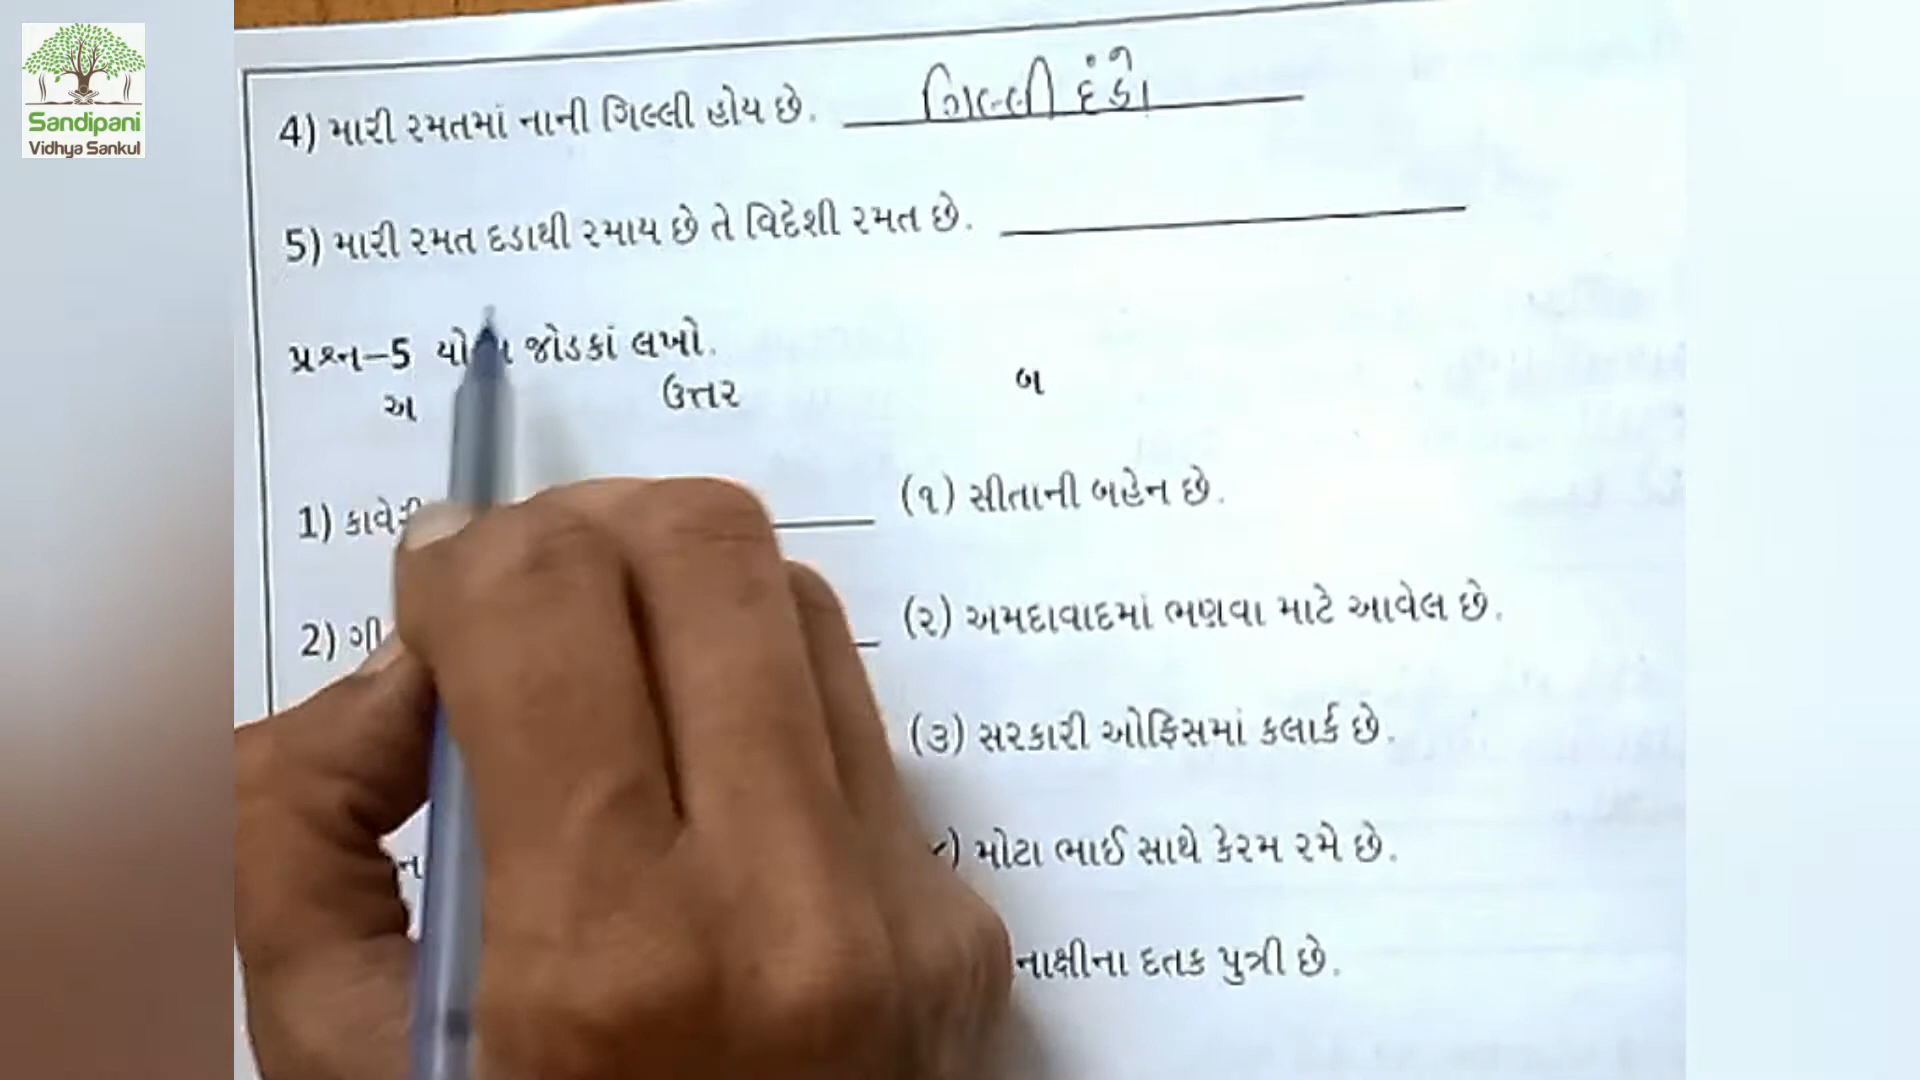 Sandipani
Vidhya Sankul
4) મારી રમતમાં નાની ગિલ્લી હોય છે. ગિલ્લી દંડો
5) મારી રમત દડાથી રમાય છે તે વિદેશી રમત છે.
પ્રશ્ન–5 જોડકાં લખો.
અ ઉત્તર બ
1) કાવેરી (૧) સીતાની બહેન છે.
2) (૨) અમદાવાદમાં ભણવા માટે આવેલ છે.
(૩) સરકારી ઓફિસમાં કલાર્ક છે.
મોટા ભાઈ સાથે કેરમ રમે છે.
દતક પુત્રી છે.